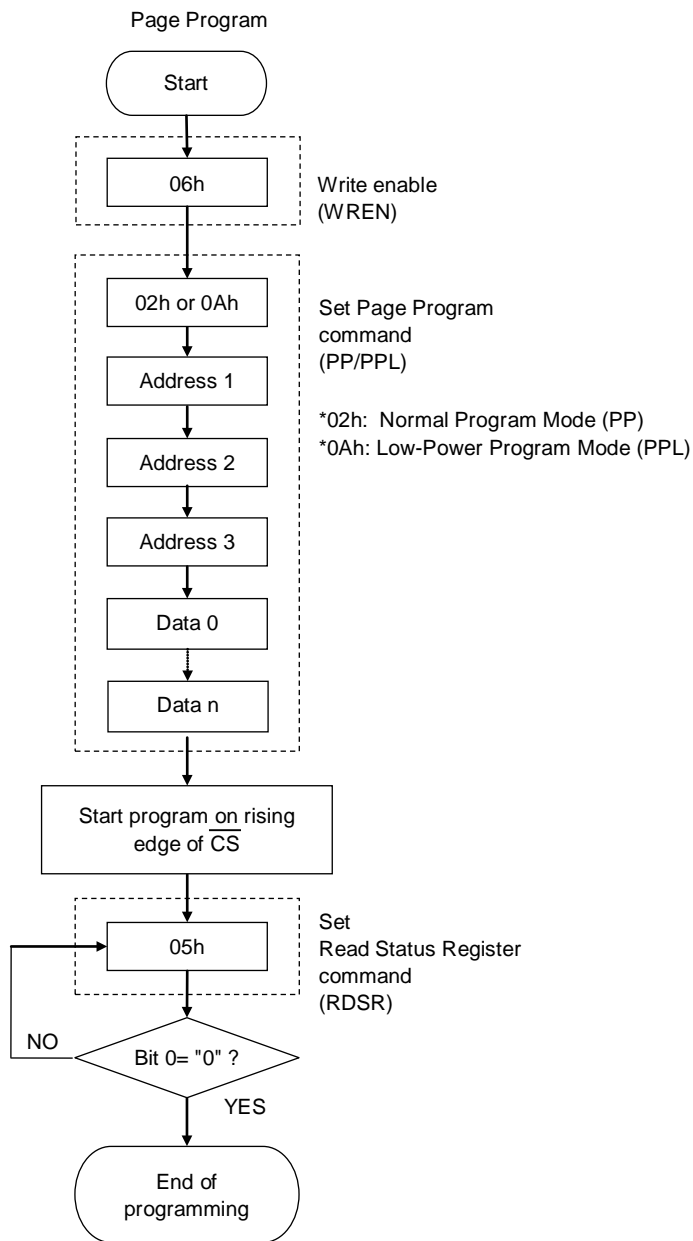 Page Program
Start
06h
Write enable
(WREN)
02h or 0Ah
Set Page Program
command
(PP/PPL)
Address 1
*02h: Normal Program Mode (PP)
*0Ah: Low-Power Program Mode (PPL)
Address 2
Address 3
Data 0
Data n
Start program on rising
edge of C̅S̅
05h
Set
Read Status Register
command
(RDSR)
NO
Bit 0= "0" ?
YES
End of
programming